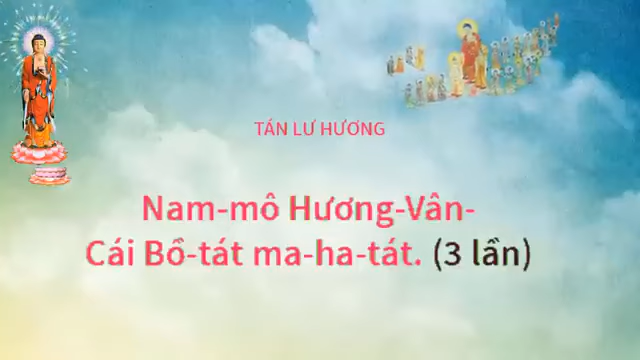 TÁN LƯ HƯƠNG
Nam-mô Hương-Vân-
Cái Bồ-tát ma-ha-tát. (3 lần)